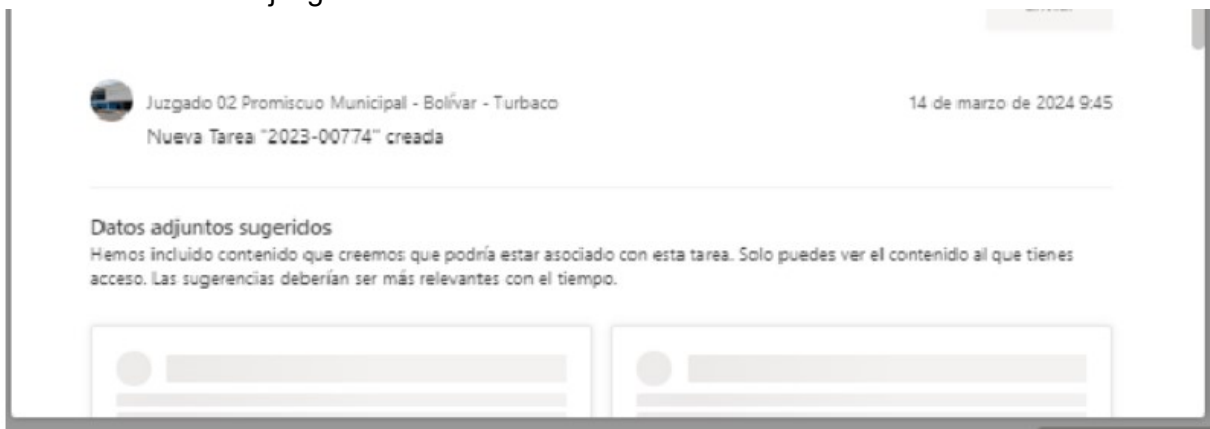 Juzgado 02 Promiscuo Municipal - Bolívar - Turbaco
14 de marzo de 2024 9:45
Nueva Tarea "2023-00774" creada
Datos adjuntos sugeridos
Hemos incluido contenido que creemos que podría estar asociado con esta tarea. Solo puedes ver el contenido al que tienes
acceso. Las sugerencias deberían ser más relevantes con el tiempo.